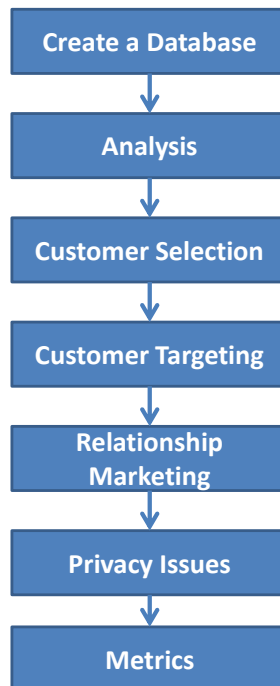 Create a Database
Analysis
Customer Selection
Customer Targeting
Relationship
Marketing
Privacy Issues
Metrics